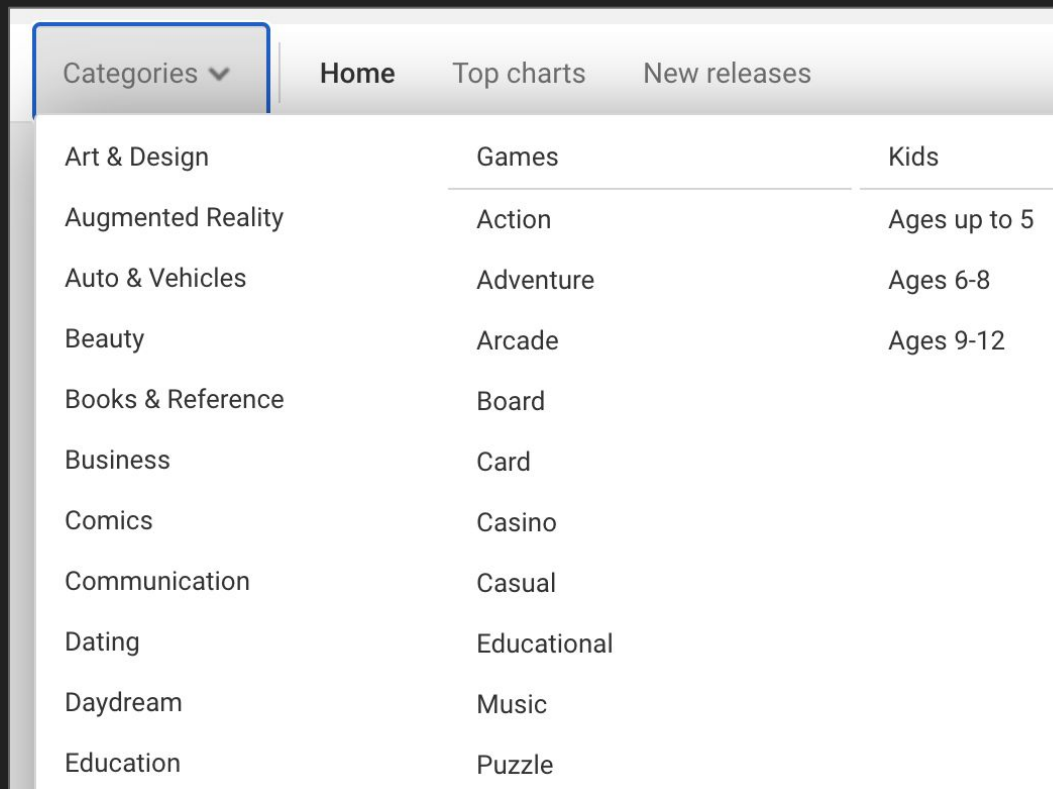 Categories
Home
Top charts
New releases
Art & Design
Augmented Reality
Auto & Vehicles
Beauty
Books & Reference
Business
Comics
Communication
Dating
Daydream
Education
Games
Action
Adventure
Arcade
Board
Card
Casino
Casual
Educational
Music
Puzzle
Kids
Ages up to 5
Ages 6-8
Ages 9-12